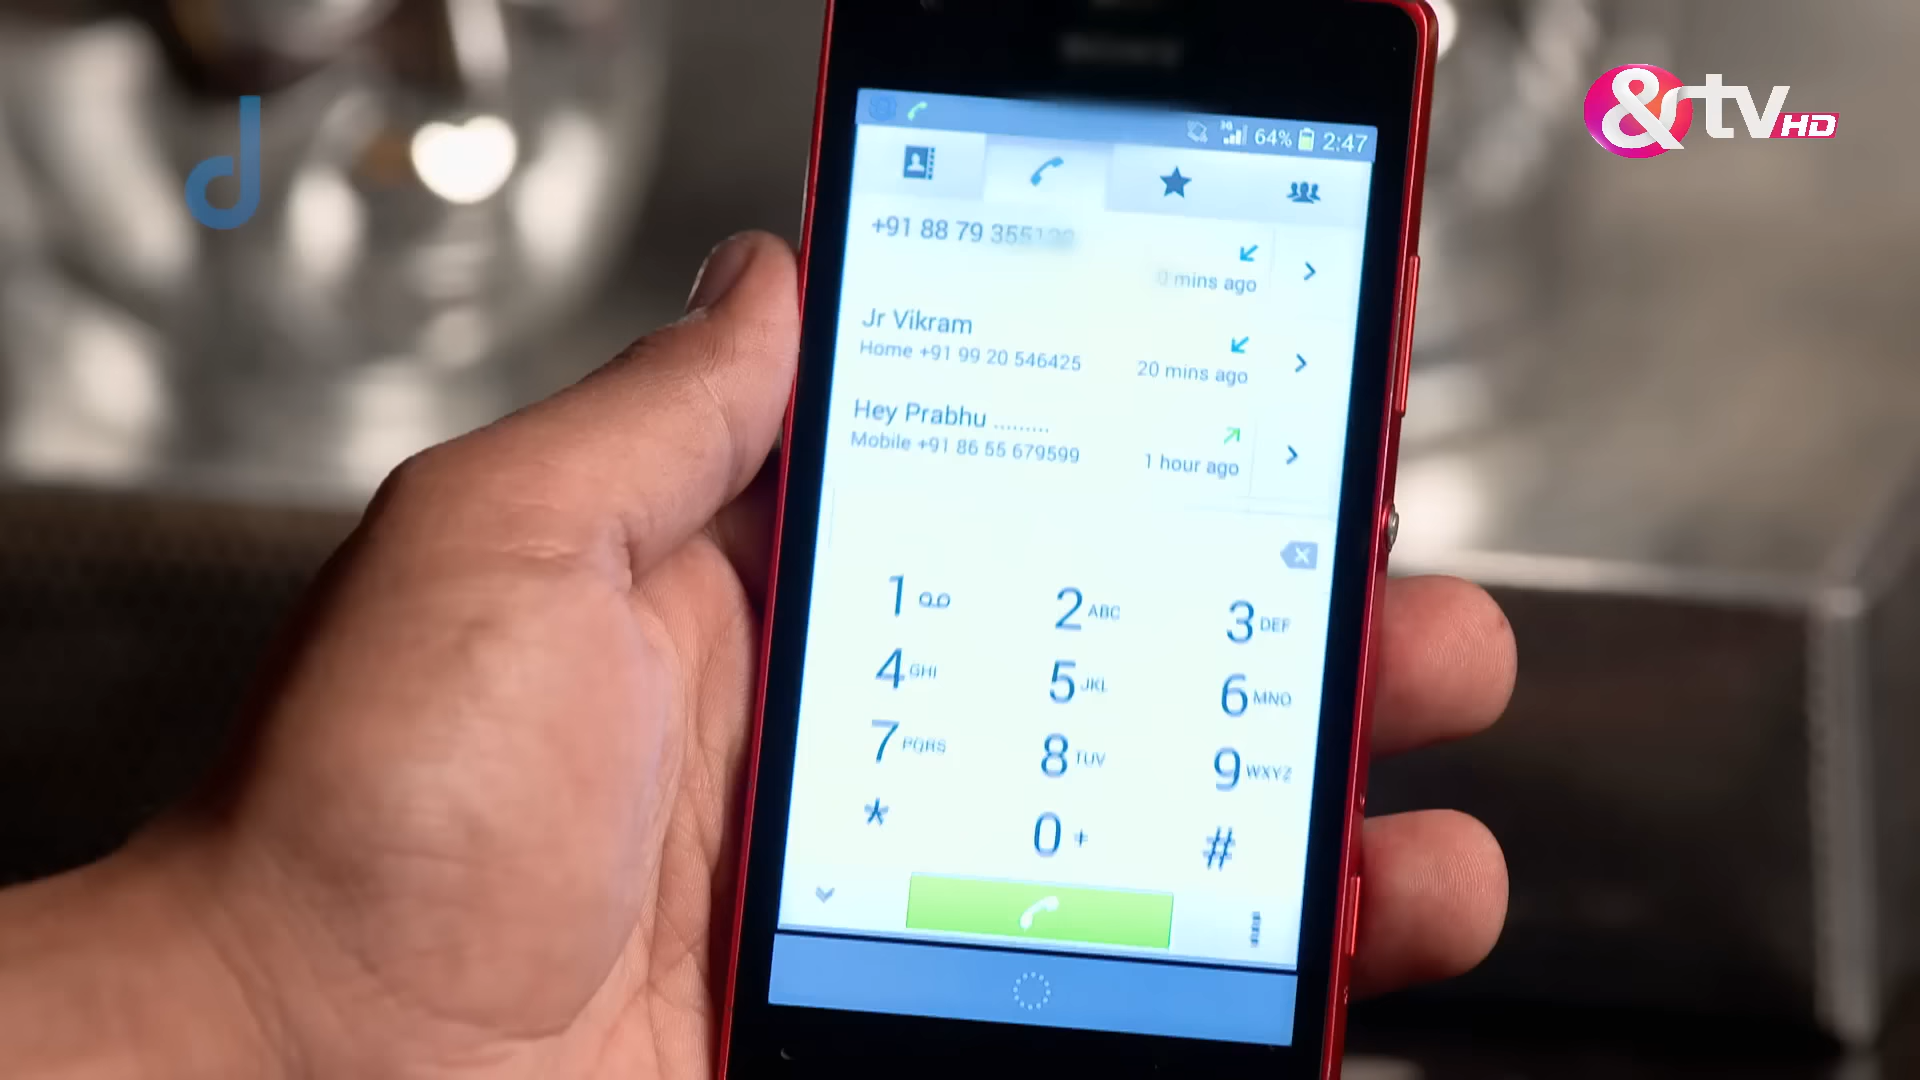 &tv HD
64% 2:47
+91 88 79 355
mins ago
Jr Vikram
Home +91 99 20 546425
20 mins ago
Hey Prabhu .........
Mobile +91 86 55 679599
1 hour ago
1
2 ABC
3 DEF
4 GHI
5 JKL
6 MNO
7 PQRS
8 TUV
9 WXYZ
*
0 +
#